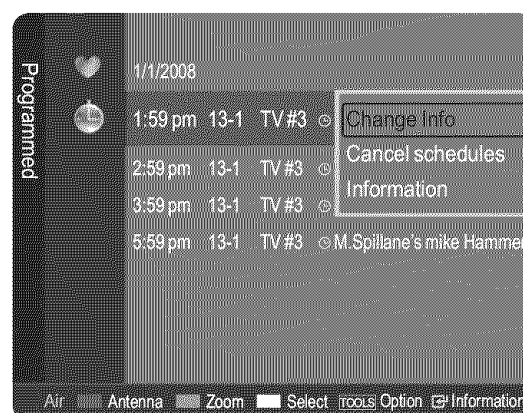 Programmed
1/1/2008
1:59 pm 13-1 TV #3
Change Info
Cancel schedules
2:59 pm 13-1 TV #3
Information
3:59 pm 13-1 TV #3
5:59 pm 13-1 TV #3 M.Spillane's mike Hammer
Air Antenna Zoom Select TOOLS Option Information